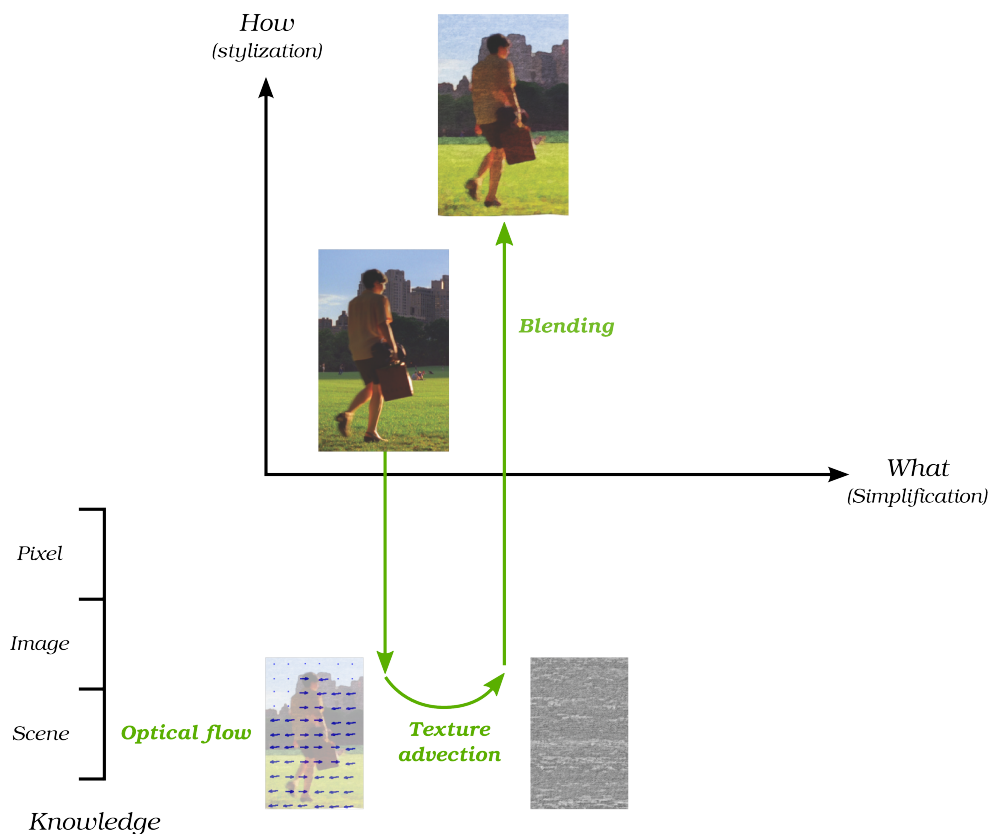 How
(stylization)
Blending
What
(Simplification)
Pixel
Image
Scene
Optical flow
Texture
advection
Knowledge